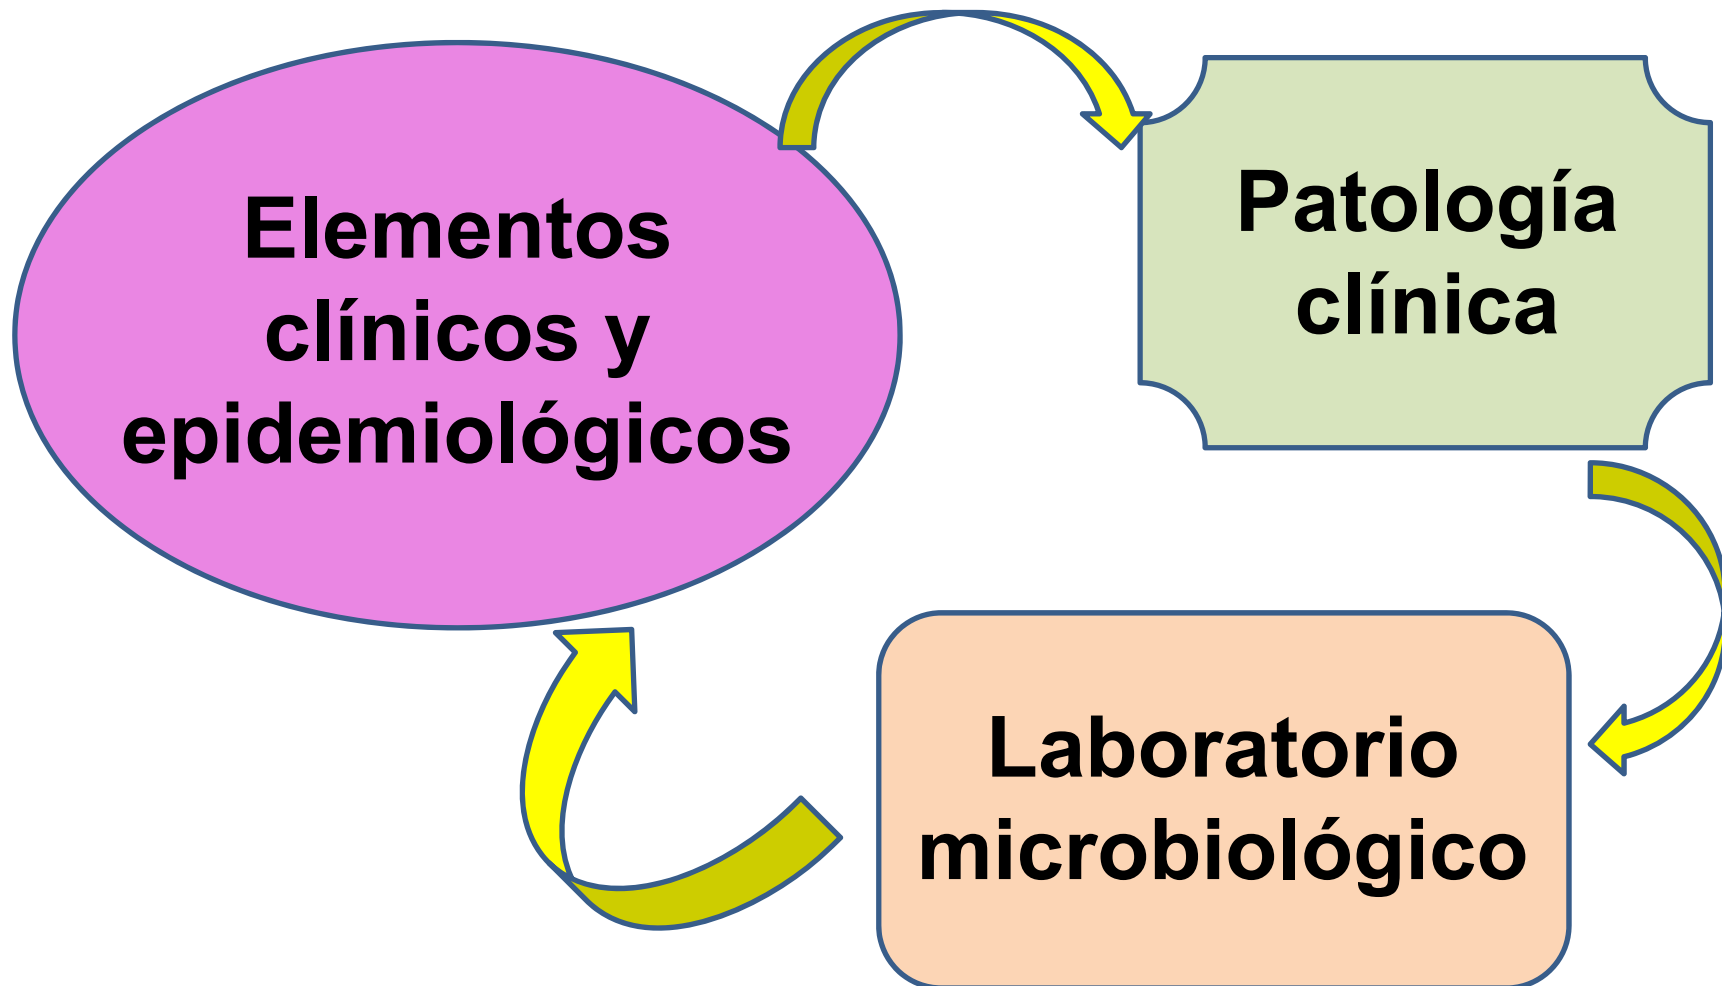 Elementos
clínicos y
epidemiológicos
Patología
clínica
Laboratorio
microbiológico